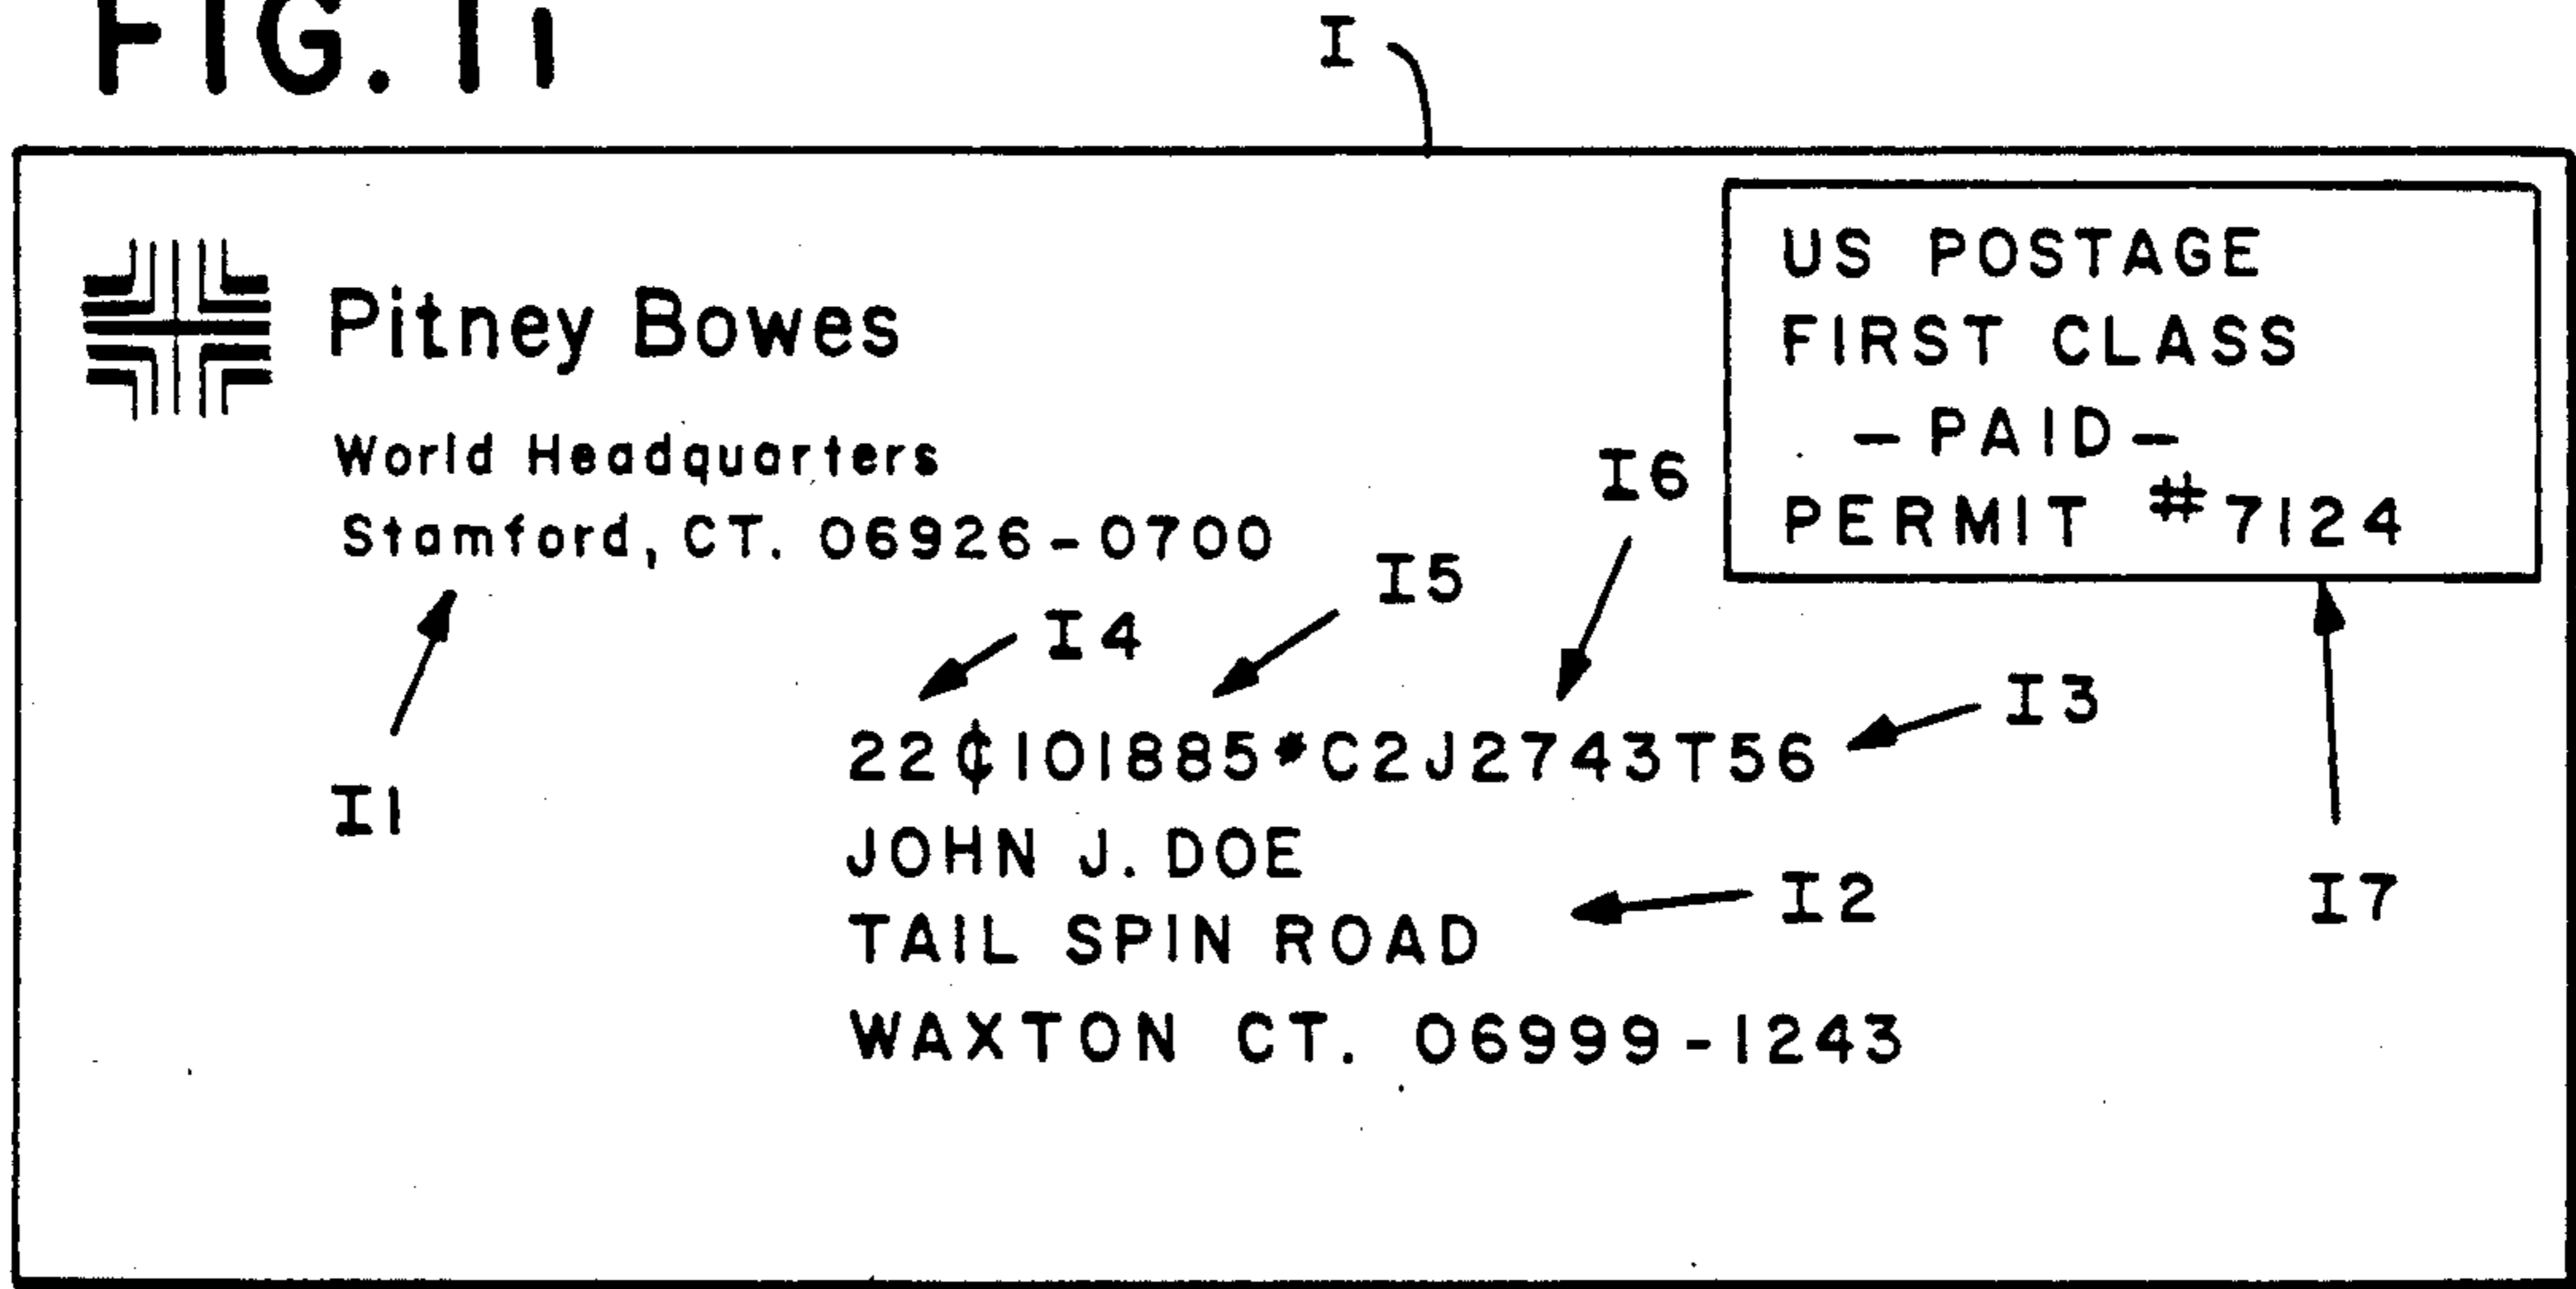 FIG. 11
I
US POSTAGE
FIRST CLASS
Pitney Bowes
-PAID-
World Headquarters
I6
PERMIT #7124
Stamford, CT. 06926-0700
I5
I4
I3
22¢101885*C2J2743T56
I1
JOHN J. DOE
I2
I7
TAIL SPIN ROAD
WAXTON CT. 06999-1243